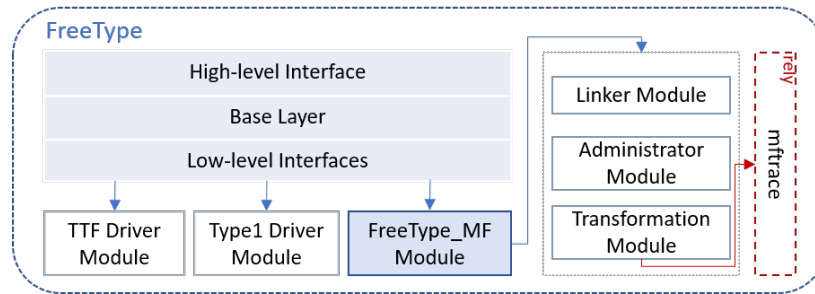 FreeType
High-level Interface
Base Layer
Low-level Interfaces
TTF Driver
Module
Type1 Driver
Module
FreeType_MF
Module
Linker Module
Administrator
Module
Transformation
Module
rely
mftrace